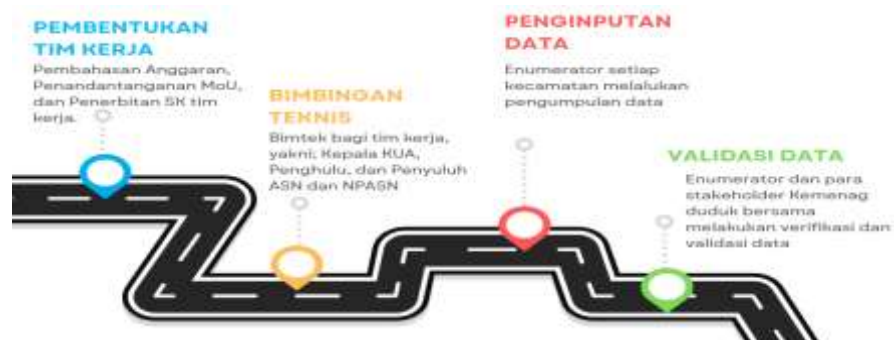 PEMBENTUKAN
TIM KERJA
Pembahasan Anggaran,
Penandantanganan MoU,
dan Penerbitan SK tim
kerja.
BIMBINGAN
TEKNIS
Bimtek bagi tim kerja,
yakni; Kepala KUA,
Penghulu, dan Penyuluh
ASN dan NPASN
PENGINPUTAN
DATA
Enumerator setiap
kecamatan melalukan
pengumpulan data
VALIDASI DATA
Enumerator dan para
stakeholder Kemenag
duduk bersama
melakukan verifikasi dan
validasi data